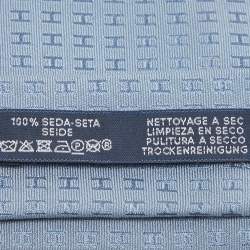 100% SEDA-SETA
SEIDE
NETTOYAGE A SEC
LIMPIEZA EN SECO
PULITURA A SECCO
TROCKENREINIGUNG